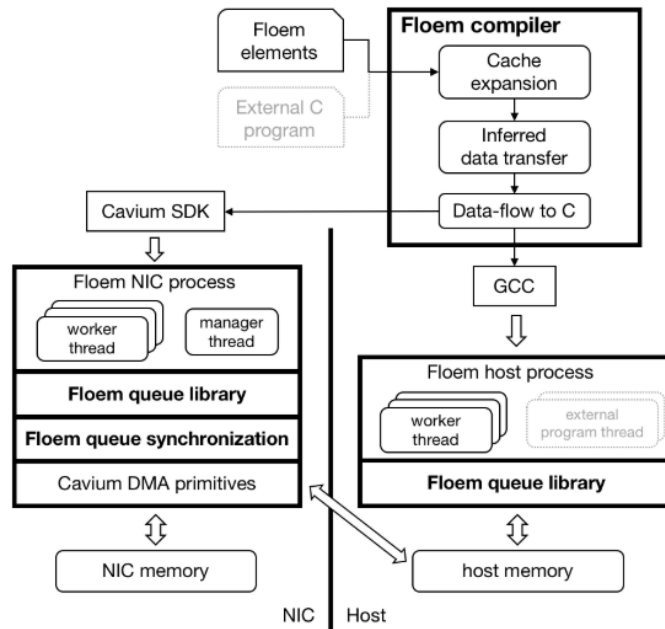 Floem
elements
External C
program
Floem compiler
Cache
expansion
Inferred
data transfer
Data-flow to C
Cavium SDK
GCC
Floem NIC process
worker
thread
manager
thread
Floem queue library
Floem queue synchronization
Cavium DMA primitives
NIC memory
Floem host process
worker
thread
external
program thread
Floem queue library
host memory
NIC
Host